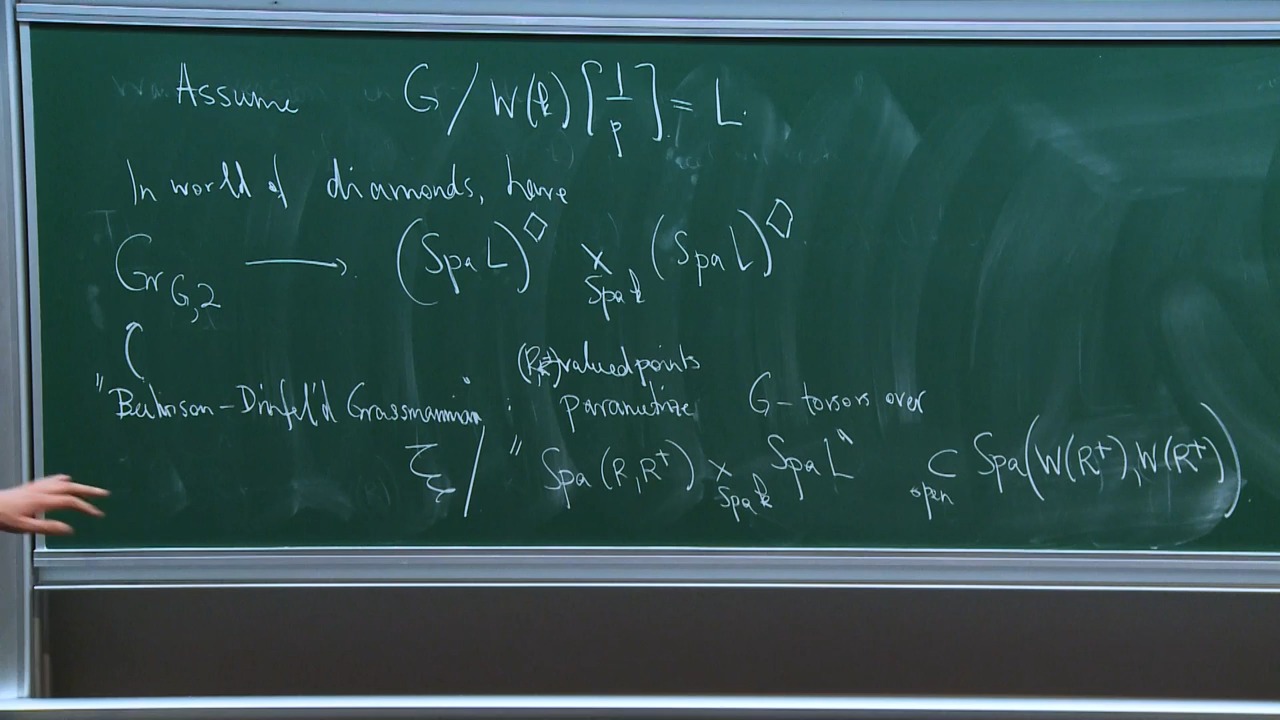 Assume G / W(k)[1/p] = L.
In world of diamonds, have
Gr_{G,2} ⟶ (Spa L)^◇ ×_{Spa k} (Spa L)^◇
(R,R⁺) valued points
"Beilinson-Drinfel'd Grassmannian" : parametrize G-torsors over
ξ / "Spa(R,R⁺) ×_{Spa k} Spa L" ⊂_{open} Spa(W(R⁺),W(R⁺)).